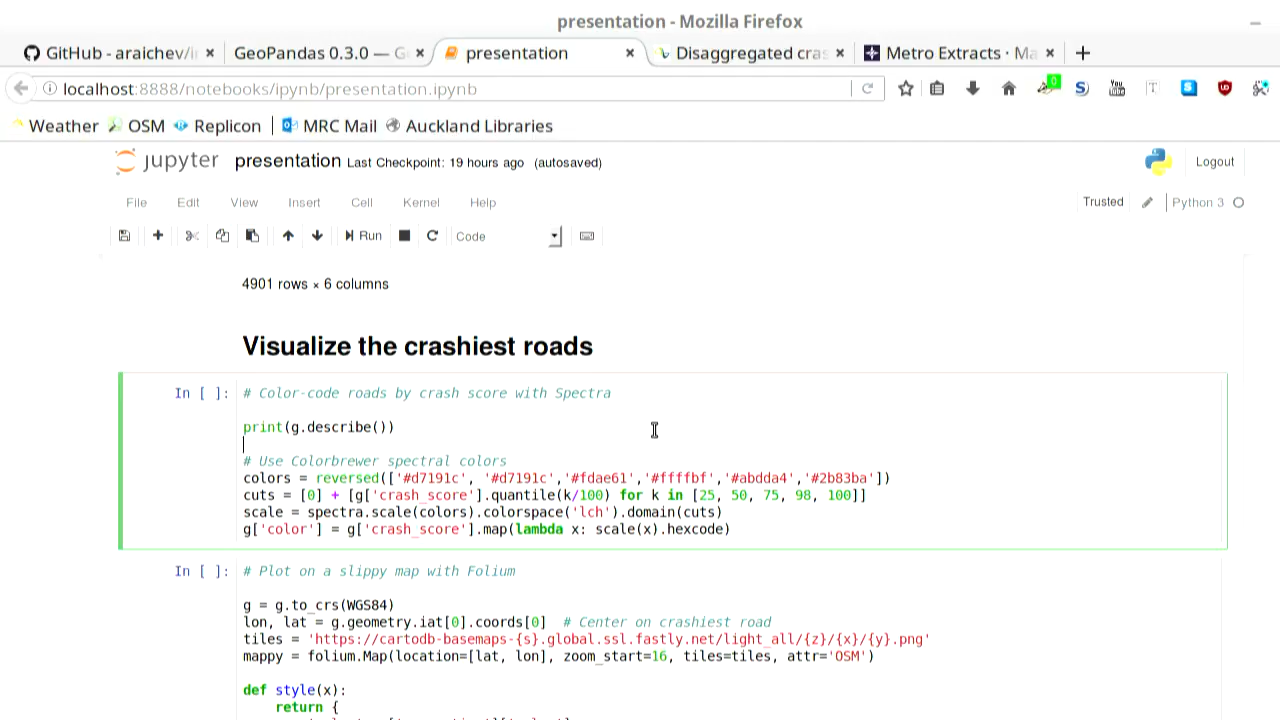 presentation - Mozilla Firefox
GitHub - araichev/i
GeoPandas 0.3.0 — G
presentation
Disaggregated cras
Metro Extracts · Ma
localhost:8888/notebooks/ipynb/presentation.ipynb
Weather OSM Replicon MRC Mail Auckland Libraries
jupyter presentation Last Checkpoint: 19 hours ago (autosaved)
Logout
File Edit View Insert Cell Kernel Help
Trusted Python 3
Run Code
4901 rows × 6 columns
Visualize the crashiest roads
In [ ]: # Color-code roads by crash score with Spectra
print(g.describe())
# Use Colorbrewer spectral colors
colors = reversed(['#d7191c', '#d7191c','#fdae61','#ffffbf','#abdda4','#2b83ba'])
cuts = [0] + [g['crash_score'].quantile(k/100) for k in [25, 50, 75, 98, 100]]
scale = spectra.scale(colors).colorspace('lch').domain(cuts)
g['color'] = g['crash_score'].map(lambda x: scale(x).hexcode)
In [ ]: # Plot on a slippy map with Folium
g = g.to_crs(WGS84)
lon, lat = g.geometry.iat[0].coords[0]  # Center on crashiest road
tiles = 'https://cartodb-basemaps-{s}.global.ssl.fastly.net/light_all/{z}/{x}/{y}.png'
mappy = folium.Map(location=[lat, lon], zoom_start=16, tiles=tiles, attr='OSM')
def style(x):
return {